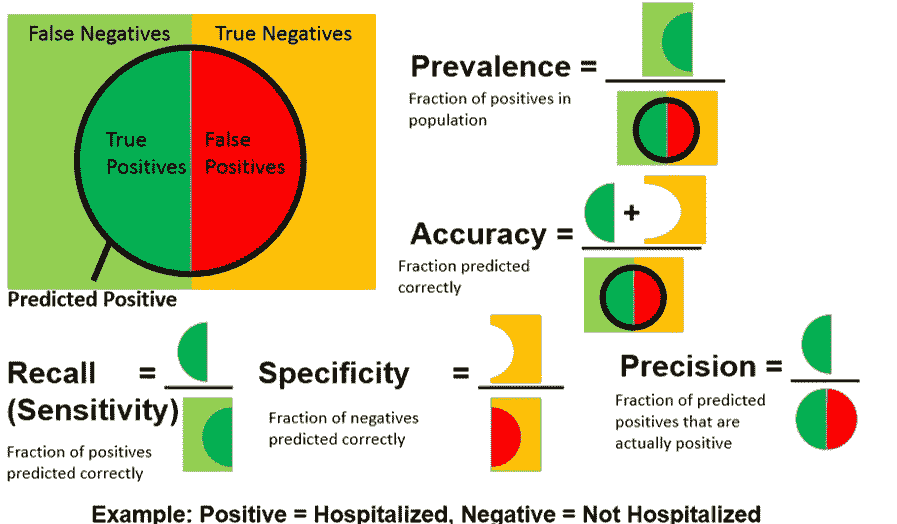 False Negatives
True Negatives
True
Positives
False
Positives
Predicted Positive
Prevalence =
Fraction of positives in
population
Accuracy =
+
Fraction predicted
correctly
Recall =
(Sensitivity)
Fraction of positives
predicted correctly
Specificity =
Fraction of negatives
predicted correctly
Precision =
Fraction of predicted
positives that are
actually positive
Example: Positive = Hospitalized, Negative = Not Hospitalized